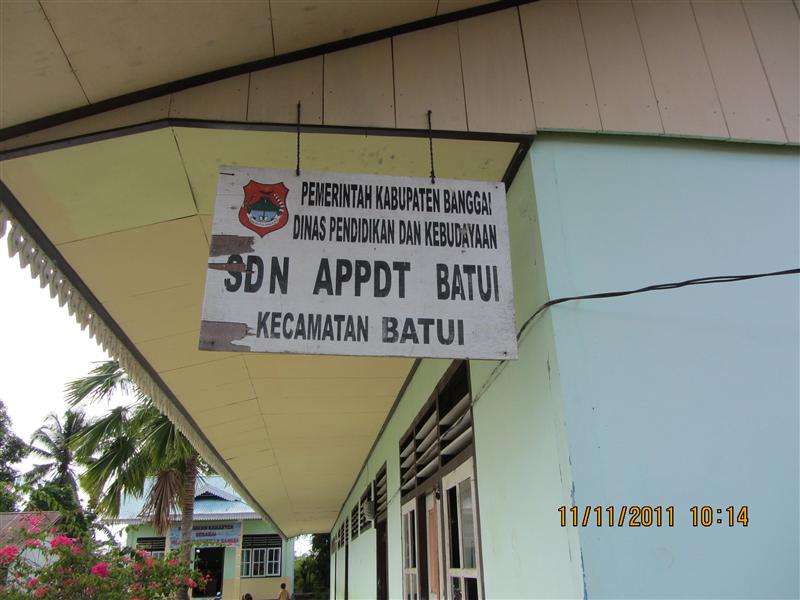 PEMERINTAH KABUPATEN BANGGAI
DINAS PENDIDIKAN DAN KEBUDAYAAN
SDN APPDT BATUI
KECAMATAN BATUI
11/11/2011 10:14